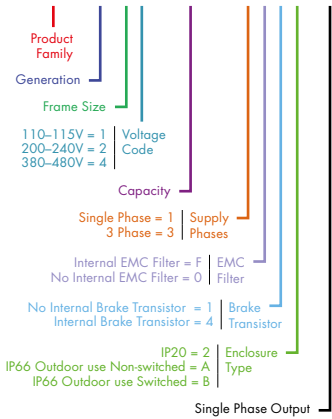 Product
Family
Generation
Frame Size
110–115V = 1
200–240V = 2
380–480V = 4
Voltage
Code
Capacity
Single Phase = 1
3 Phase = 3
Supply
Phases
Internal EMC Filter = F
No Internal EMC Filter = 0
EMC
Filter
No Internal Brake Transistor = 1
Internal Brake Transistor = 4
Brake
Transistor
IP20 = 2
IP66 Outdoor use Non-switched = A
IP66 Outdoor use Switched = B
Enclosure
Type
Single Phase Output